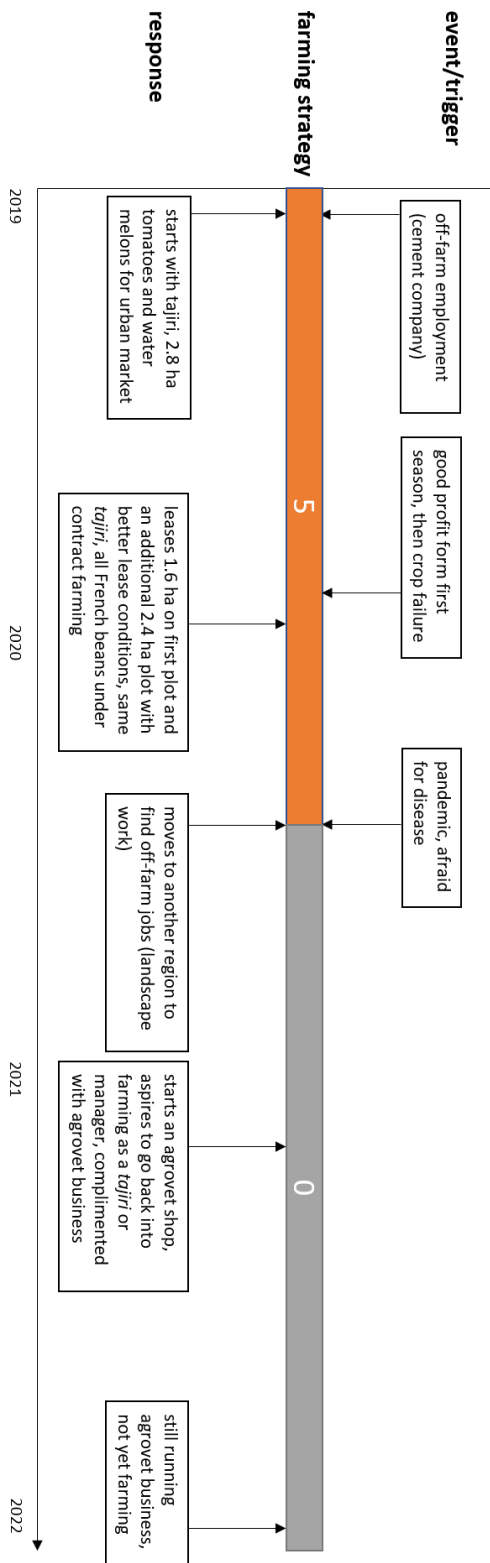 event/trigger
off-farm employment
(cement company)
good profit form first
season, then crop failure
pandemic, afraid
for disease
farming strategy
5
0
response
starts with tajiri, 2.8 ha
tomatoes and water
melons for urban market
leases 1.6 ha on first plot and
an additional 2.4 ha plot with
better lease conditions, same
tajiri, all French beans under
contract farming
moves to another region to
find off-farm jobs (landscape
work)
starts an agrovet shop,
aspires to go back into
farming as a tajiri or
manager, complimented
with agrovet business
still running
agrovet business,
not yet farming
2019
2020
2021
2022